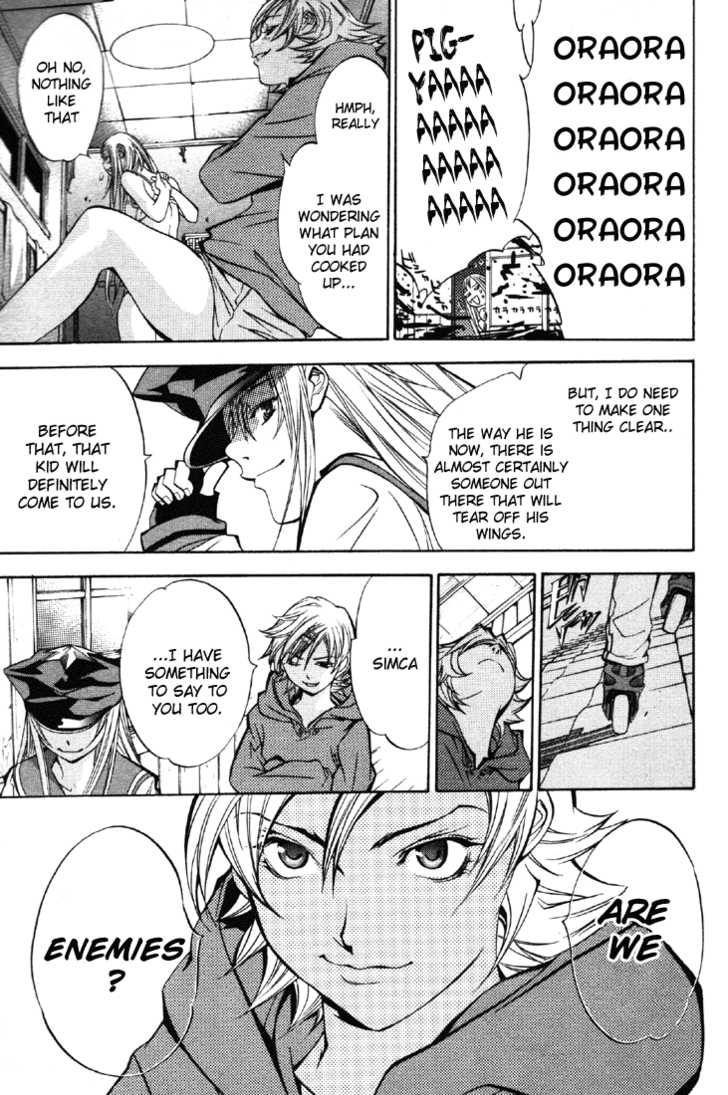 ORAORA
ORAORA
ORAORA
ORAORA
ORAORA
ORAORA
PIG-
YAAAA
AAAAA
AAAAA
AAAAA
HMPH,
REALLY
I WAS
WONDERING
WHAT PLAN
YOU HAD
COOKED
UP...
OH NO,
NOTHING
LIKE
THAT
BUT, I DO NEED
TO MAKE ONE
THING CLEAR..
THE WAY HE IS
NOW, THERE IS
ALMOST CERTAINLY
SOMEONE OUT
THERE THAT WILL
TEAR OFF HIS
WINGS.
BEFORE
THAT, THAT
KID WILL
DEFINITELY
COME TO US.
...
SIMCA
...I HAVE
SOMETHING
TO SAY TO
YOU TOO.
ARE
WE
ENEMIES
?